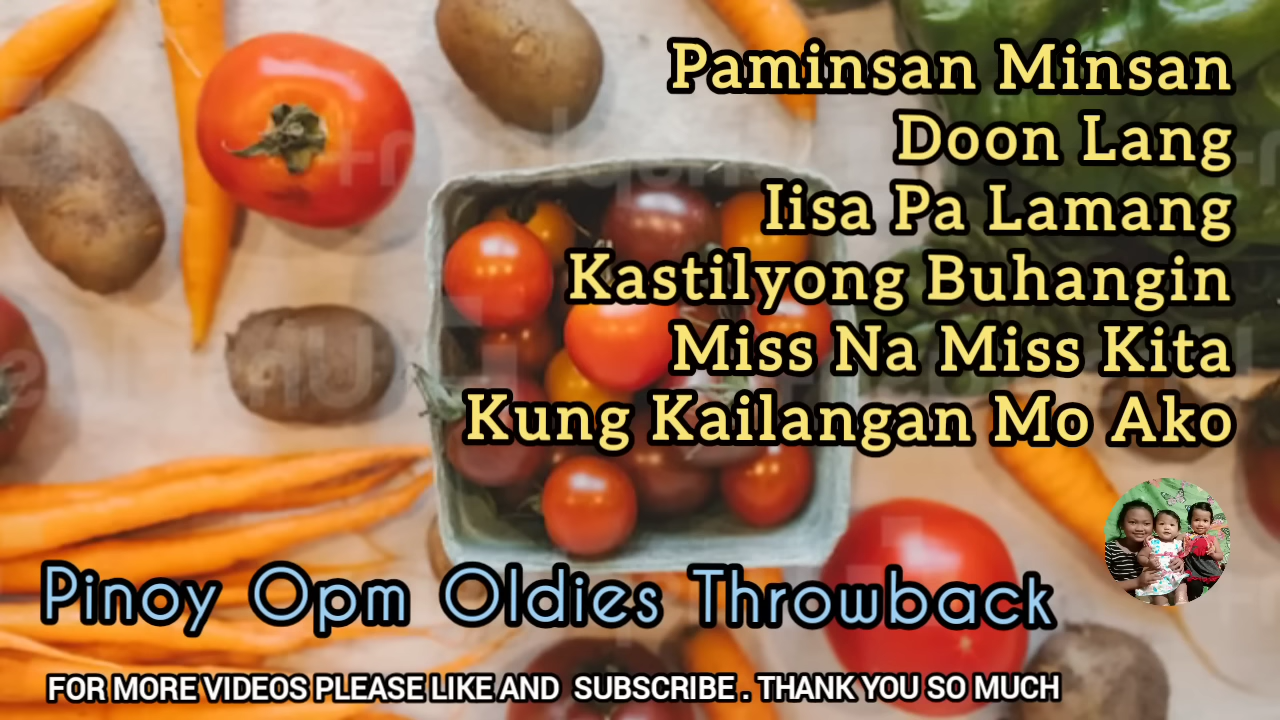 Paminsan Minsan
Doon Lang
Iisa Pa Lamang
Kastilyong Buhangin
Miss Na Miss Kita
Kung Kailangan Mo Ako
Pinoy Opm Oldies Throwback
FOR MORE VIDEOS PLEASE LIKE AND SUBSCRIBE . THANK YOU SO MUCH